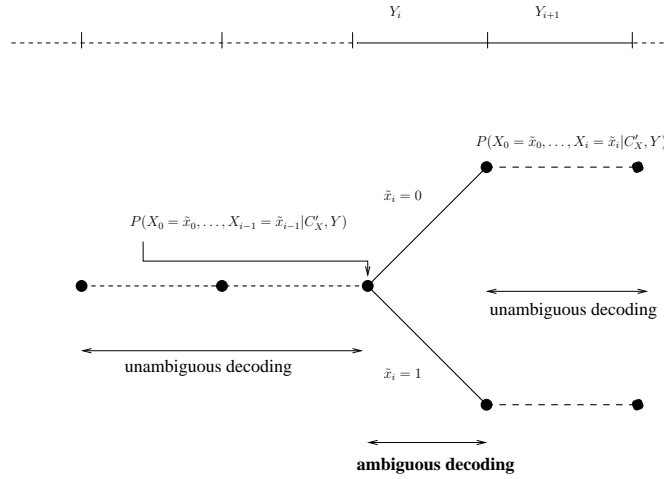 Y_i Y_{i+1}
P(X_0 = x̃_0, . . . , X_i = x̃_i|C'_X, Y)
x̃_i = 0
P(X_0 = x̃_0, . . . , X_{i−1} = x̃_{i−1}|C'_X, Y)
unambiguous decoding
unambiguous decoding
x̃_i = 1
ambiguous decoding